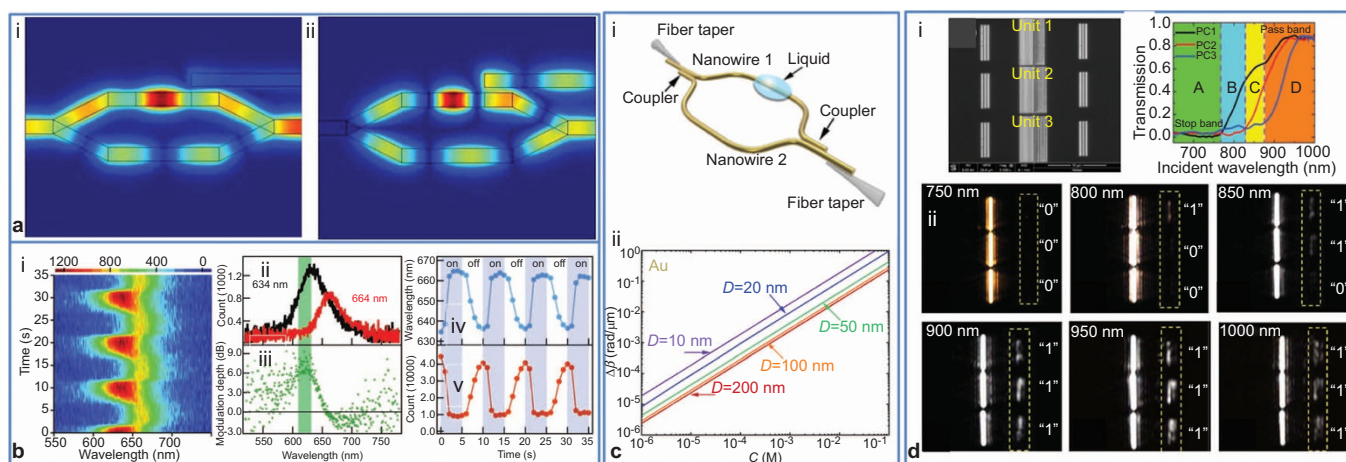 i
ii
a
i
1200
800
400
0
35
30
25
20
15
10
5
0
Time (s)
550
600
650
700
Wavelength (nm)
b
ii
Count (1000)
1.2
0.8
0.4
634 nm
664 nm
iii
Modulation depth (dB)
9.0
6.0
3.0
0.0
-3.0
550
600
650
700
750
Wavelength (nm)
on
off
on
off
on
off
on
Wavelength (nm)
670
660
650
640
630
iv
Count (10000)
5.0
4.0
3.0
2.0
1.0
0
v
0
5
10
15
20
25
30
35
Time (s)
i
Fiber taper
Nanowire 1
Liquid
Coupler
Coupler
Nanowire 2
Fiber taper
ii
Au
Δβ (rad/μm)
10⁰
10⁻¹
10⁻²
10⁻³
10⁻⁴
10⁻⁵
10⁻⁶
D=20 nm
D=10 nm
D=50 nm
D=100 nm
D=200 nm
10⁻⁶
10⁻⁵
10⁻⁴
10⁻³
10⁻²
10⁻¹
C (M)
c
i
Unit 1
Unit 2
Unit 3
Transmission
1.0
0.8
0.6
0.4
0.2
0.0
PC1
PC2
PC3
Pass band
A
B
C
D
Stop band
700
800
900
1000
Incident wavelength (nm)
ii
750 nm
"0"
"0"
"0"
800 nm
"1"
"0"
"0"
850 nm
"1"
"1"
"0"
900 nm
"1"
"1"
"1"
950 nm
"1"
"1"
"1"
1000 nm
"1"
"1"
"1"
d